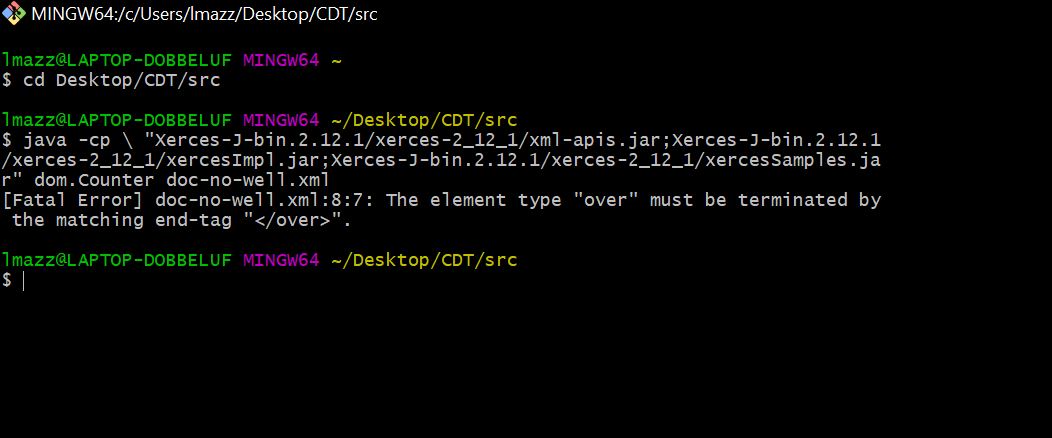 MINGW64:/c/Users/lmazz/Desktop/CDT/src
lmazz@LAPTOP-DOBBELUF MINGW64 ~
$ cd Desktop/CDT/src
lmazz@LAPTOP-DOBBELUF MINGW64 ~/Desktop/CDT/src
$ java -cp \ "Xerces-J-bin.2.12.1/xerces-2_12_1/xml-apis.jar;Xerces-J-bin.2.12.1
/xerces-2_12_1/xercesImpl.jar;Xerces-J-bin.2.12.1/xerces-2_12_1/xercesSamples.ja
r" dom.Counter doc-no-well.xml
[Fatal Error] doc-no-well.xml:8:7: The element type "over" must be terminated by
 the matching end-tag "</over>".
lmazz@LAPTOP-DOBBELUF MINGW64 ~/Desktop/CDT/src
$